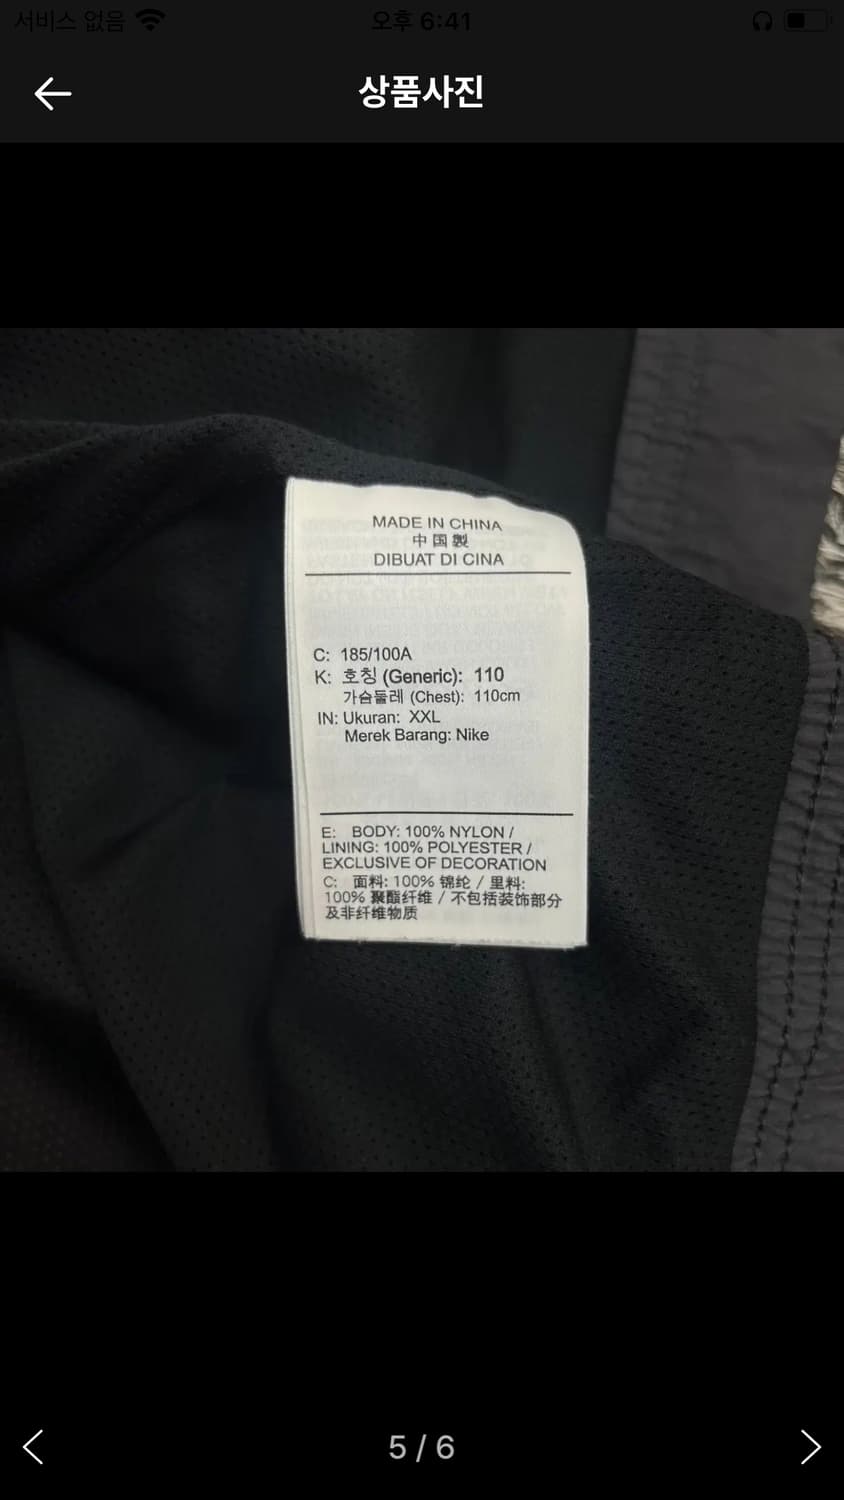 서비스 없음
오후 6:41
상품사진
MADE IN CHINA
中国製
DIBUAT DI CINA
C: 185/100A
K: 호칭 (Generic): 110
가슴둘레 (Chest): 110cm
IN: Ukuran: XXL
Merek Barang: Nike
E: BODY: 100% NYLON /
LINING: 100% POLYESTER /
EXCLUSIVE OF DECORATION
C: 面料: 100% 锦纶 / 里料:
100% 聚酯纤维 / 不包括装饰部分
及非纤维物质
5 / 6